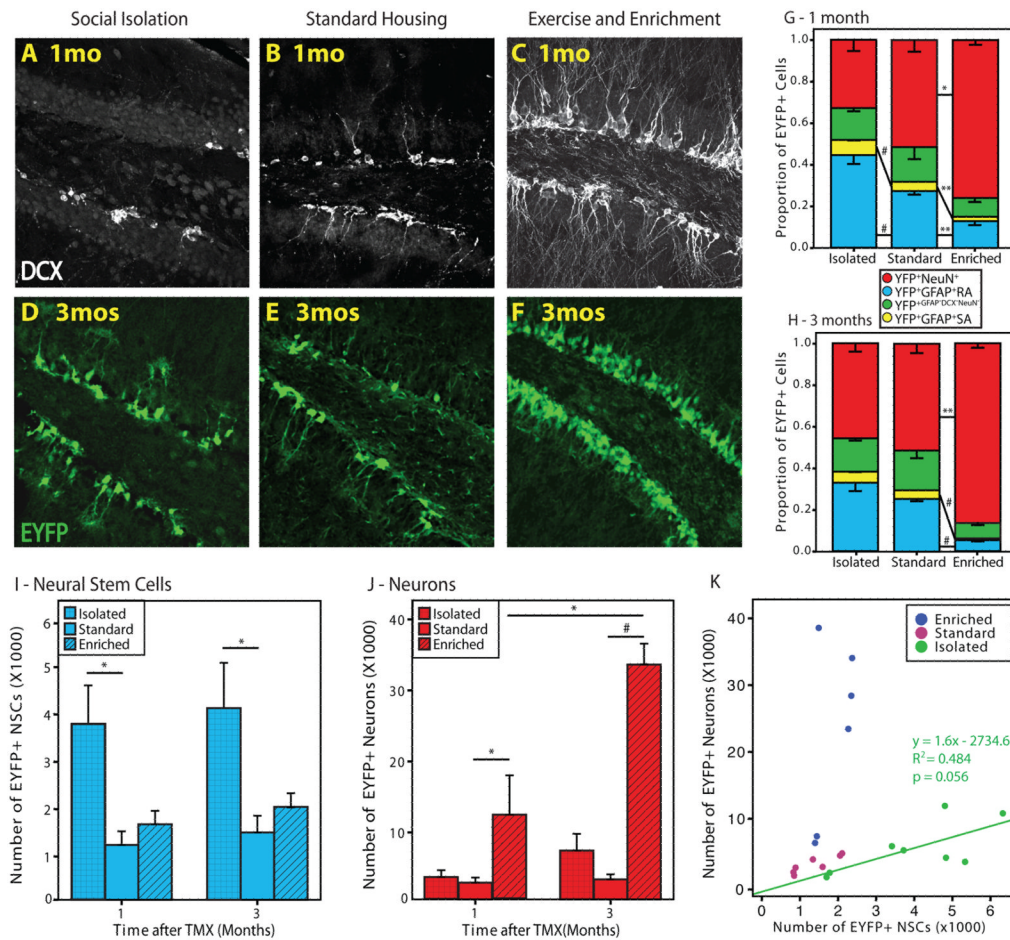 Social Isolation
Standard Housing
Exercise and Enrichment
A 1mo
B 1mo
C 1mo
DCX
D 3mos
E 3mos
F 3mos
EYFP
G - 1 month
Proportion of EYFP+ Cells
1.0
0.8
0.6
0.4
0.2
0.0
#
#
*
**
**
Isolated
Standard
Enriched
YFP+NeuN+
YFP+GFAP+RA
YFP+GFAP-DCX-NeuN-
YFP+GFAP+SA
H - 3 months
Proportion of EYFP+ Cells
1.0
0.8
0.6
0.4
0.2
0.0
**
#
#
Isolated
Standard
Enriched
I - Neural Stem Cells
Isolated
Standard
Enriched
Number of EYFP+ NSCs (X1000)
6
5
4
3
2
1
0
*
*
1
3
Time after TMX (Months)
J - Neurons
Isolated
Standard
Enriched
Number of EYFP+ Neurons (X1000)
40
30
20
10
0
*
*
#
1
3
Time after TMX(Months)
K
Enriched
Standard
Isolated
Number of EYFP+ Neurons (X1000)
40
30
20
10
0
y = 1.6x - 2734.6
R2 = 0.484
p = 0.056
0 1 2 3 4 5 6
Number of EYFP+ NSCs (x1000)